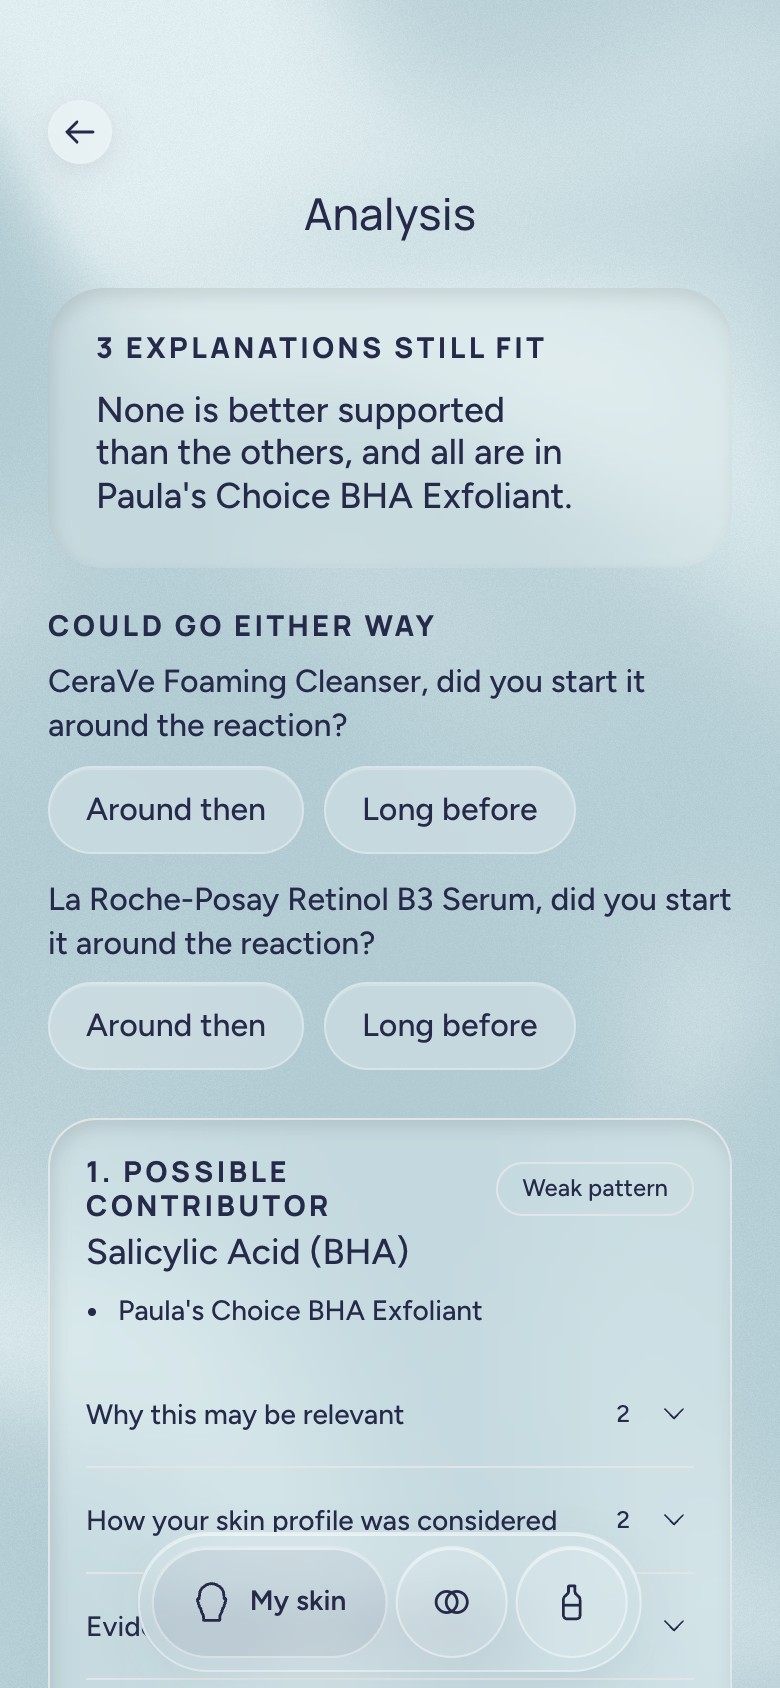 Analysis
3 EXPLANATIONS STILL FIT
None is better supported
than the others, and all are in
Paula's Choice BHA Exfoliant.
COULD GO EITHER WAY
CeraVe Foaming Cleanser, did you start it
around the reaction?
Around then
Long before
La Roche-Posay Retinol B3 Serum, did you start
it around the reaction?
Around then
Long before
1. POSSIBLE
CONTRIBUTOR
Weak pattern
Salicylic Acid (BHA)
• Paula's Choice BHA Exfoliant
Why this may be relevant 2
How your skin profile was considered 2
My skin